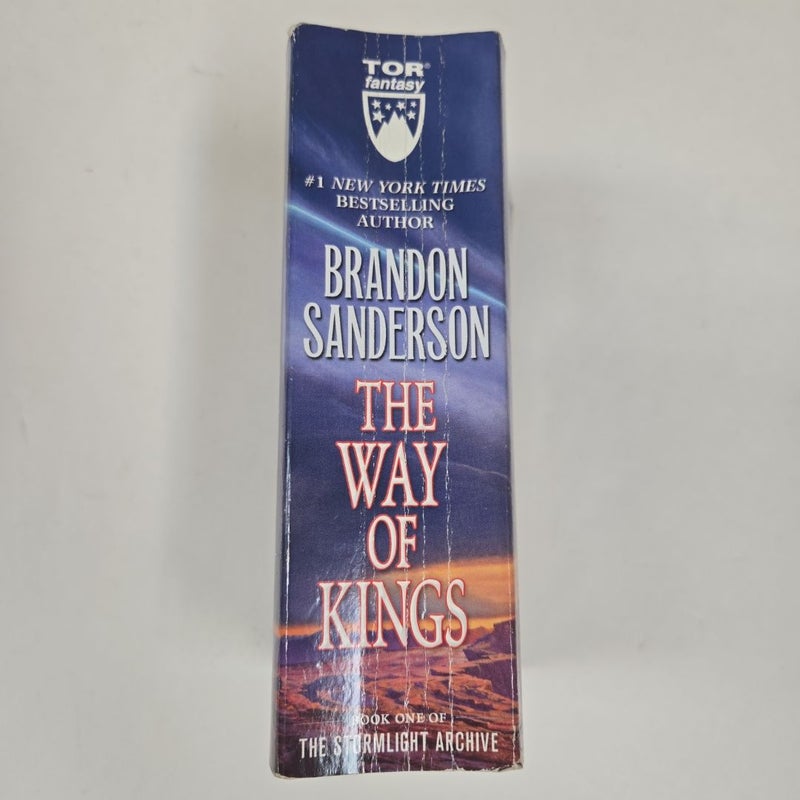 TOR®
fantasy
#1 NEW YORK TIMES
BESTSELLING
AUTHOR
BRANDON
SANDERSON
THE
WAY
OF
KINGS
BOOK ONE OF
THE STORMLIGHT ARCHIVE